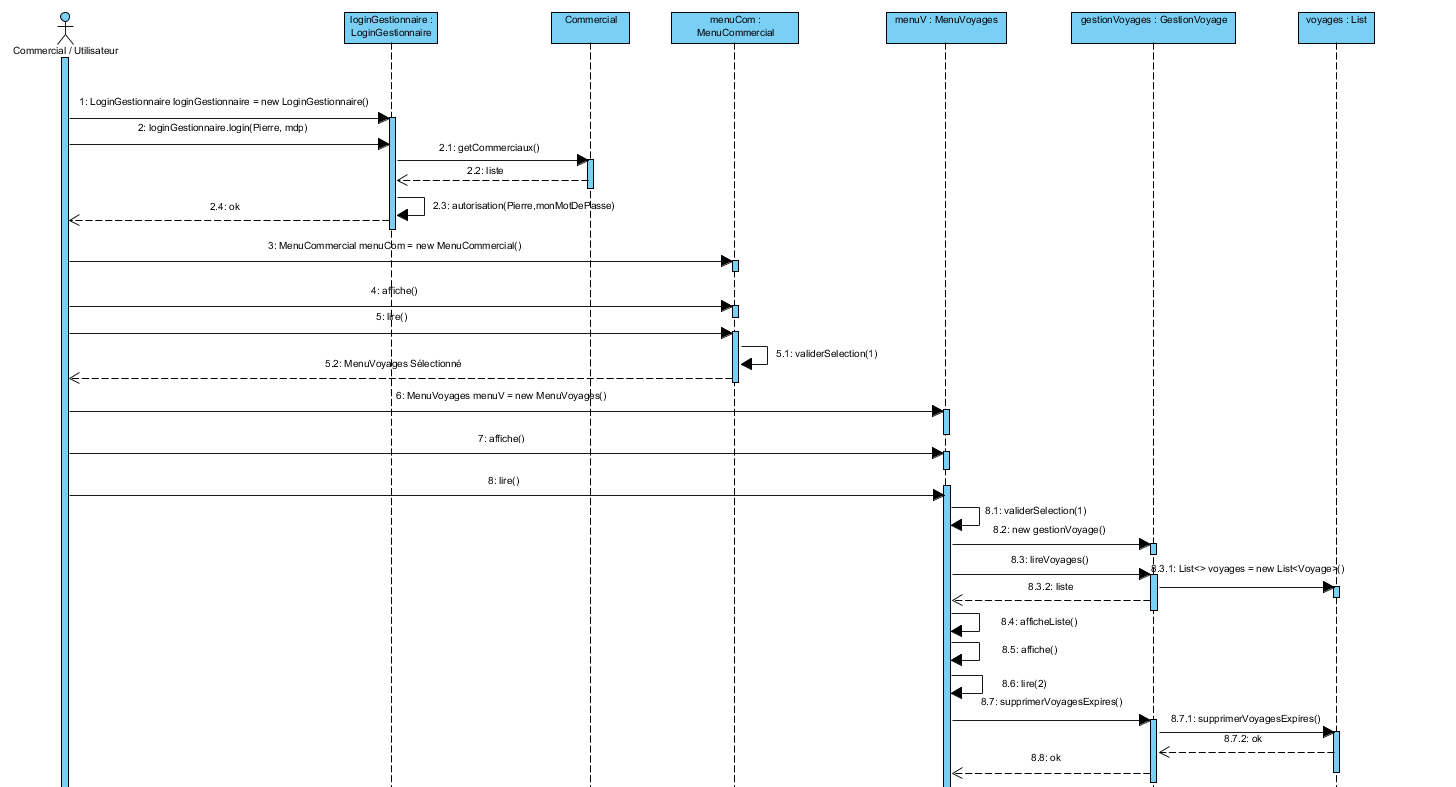 loginGestionnaire :
LoginGestionnaire
Commercial
menuCom :
MenuCommercial
menuV : MenuVoyages
gestionVoyages : GestionVoyage
voyages : List
Commercial / Utilisateur
1: LoginGestionnaire loginGestionnaire = new LoginGestionnaire()
2: loginGestionnaire.login(Pierre, mdp)
2.1: getCommerciaux()
2.2: liste
2.3: autorisation(Pierre,monMotDePasse)
2.4: ok
3: MenuCommercial menuCom = new MenuCommercial()
4: affiche()
5: lire()
5.1: validerSelection(1)
5.2: MenuVoyages Sélectionné
6: MenuVoyages menuV = new MenuVoyages()
7: affiche()
8: lire()
8.1: validerSelection(1)
8.2: new gestionVoyage()
8.3: lireVoyages()
8.3.1: List<> voyages = new List<Voyage>()
8.3.2: liste
8.4: afficheListe()
8.5: affiche()
8.6: lire(2)
8.7: supprimerVoyagesExpires()
8.7.1: supprimerVoyagesExpires()
8.7.2: ok
8.8: ok